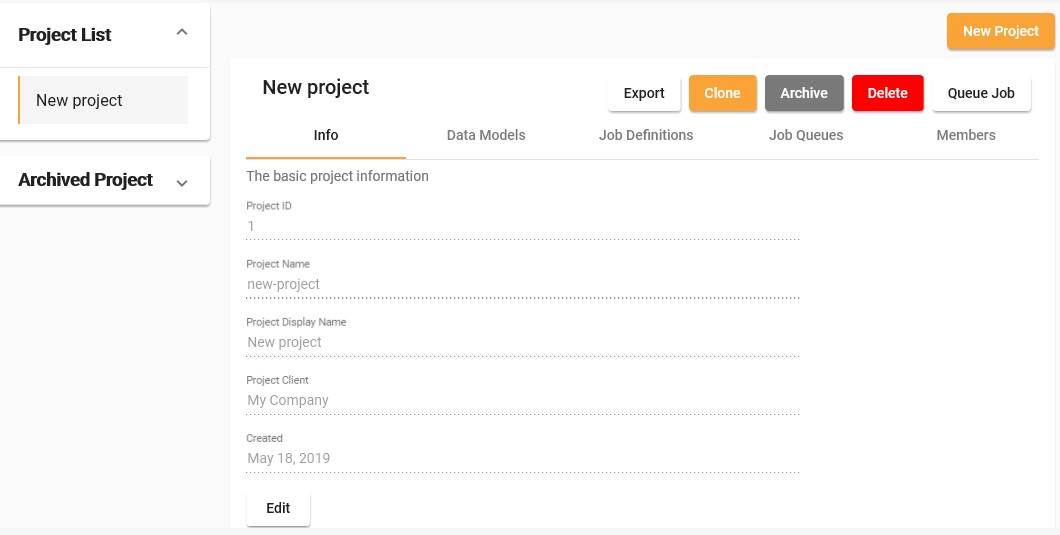 Project List
New project
Archived Project
New Project
New project
Export Clone Archive Delete Queue Job
Info Data Models Job Definitions Job Queues Members
The basic project information
Project ID
1
Project Name
new-project
Project Display Name
New project
Project Client
My Company
Created
May 18, 2019
Edit